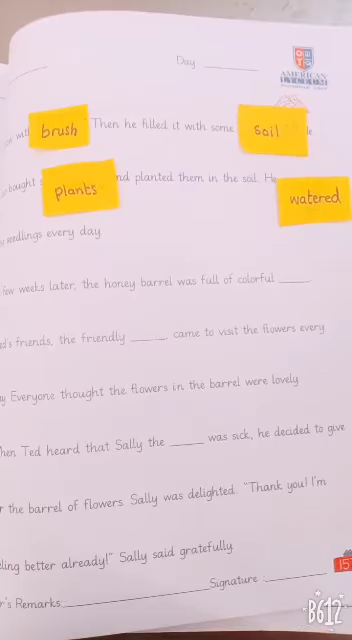 Day
AMERICAN
LYCETUFF
with brush Then he filled it with some soil
bought plants nd planted them in the soil. He watered
seedlings every day
few weeks later, the honey barrel was full of colorful
ed's friends, the friendly came to visit the flowers every
y Everyone thought the flowers in the barrel were lovely
hen Ted heard that Sally the was sick, he decided to give
r the barrel of flowers. Sally was delighted. "Thank you! I'm
ling better already!" Sally said gratefully.
15
r's Remarks: Signature :
B612